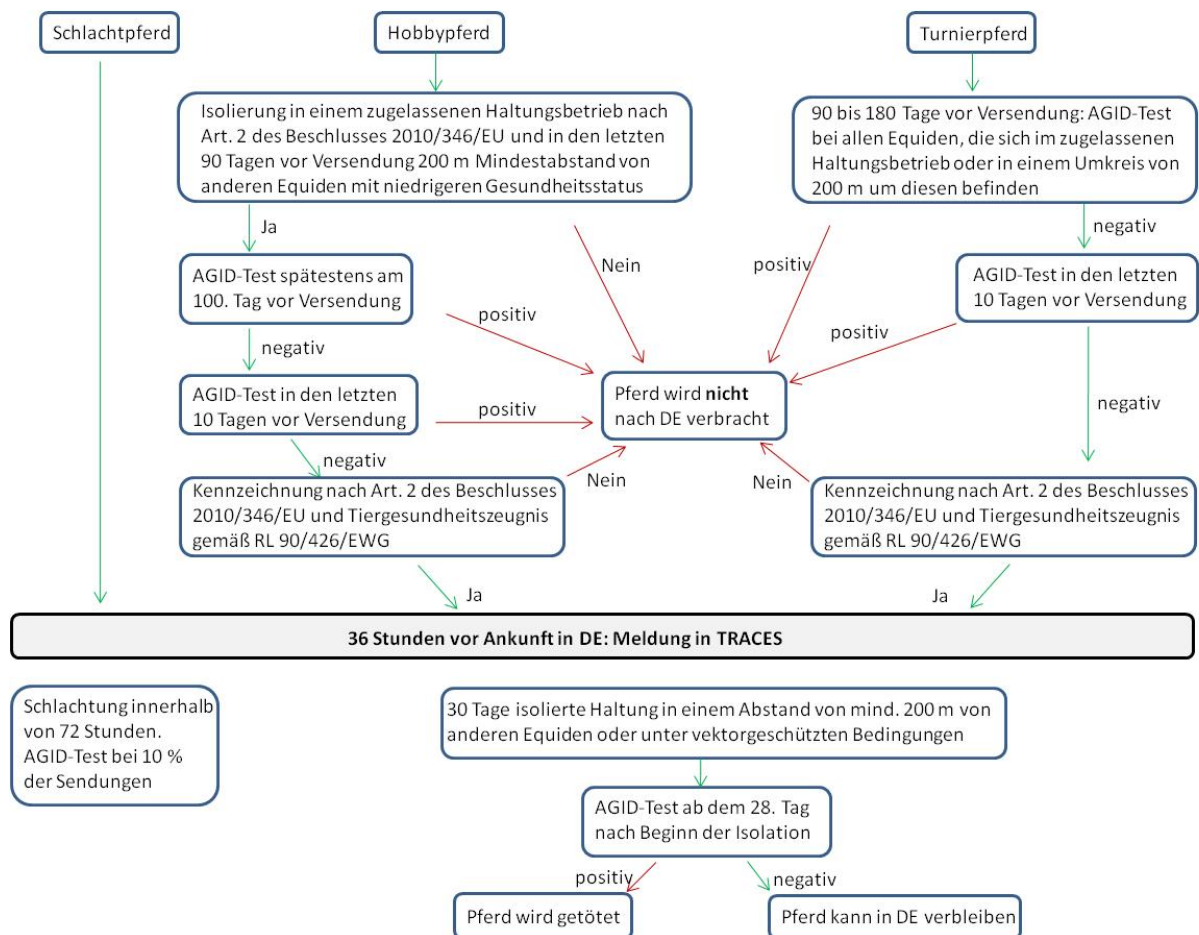 Schlachtpferd
Hobbypferd
Turnierpferd
Isolierung in einem zugelassenen Haltungsbetrieb nach
Art. 2 des Beschlusses 2010/346/EU und in den letzten
90 Tagen vor Versendung 200 m Mindestabstand von
anderen Equiden mit niedrigeren Gesundheitsstatus
90 bis 180 Tage vor Versendung: AGID-Test
bei allen Equiden, die sich im zugelassenen
Haltungsbetrieb oder in einem Umkreis von
200 m um diesen befinden
Ja
Nein
positiv
negativ
AGID-Test spätestens am
100. Tag vor Versendung
AGID-Test in den letzten
10 Tagen vor Versendung
positiv
positiv
negativ
AGID-Test in den letzten
10 Tagen vor Versendung
positiv
Pferd wird nicht
nach DE verbracht
negativ
negativ
Nein
Nein
Kennzeichnung nach Art. 2 des Beschlusses
2010/346/EU und Tiergesundheitszeugnis
gemäß RL 90/426/EWG
Kennzeichnung nach Art. 2 des Beschlusses
2010/346/EU und Tiergesundheitszeugnis
gemäß RL 90/426/EWG
Ja
Ja
36 Stunden vor Ankunft in DE: Meldung in TRACES
Schlachtung innerhalb
von 72 Stunden.
AGID-Test bei 10 %
der Sendungen
30 Tage isolierte Haltung in einem Abstand von mind. 200 m von
anderen Equiden oder unter vektorgeschützten Bedingungen
AGID-Test ab dem 28. Tag
nach Beginn der Isolation
positiv
negativ
Pferd wird getötet
Pferd kann in DE verbleiben